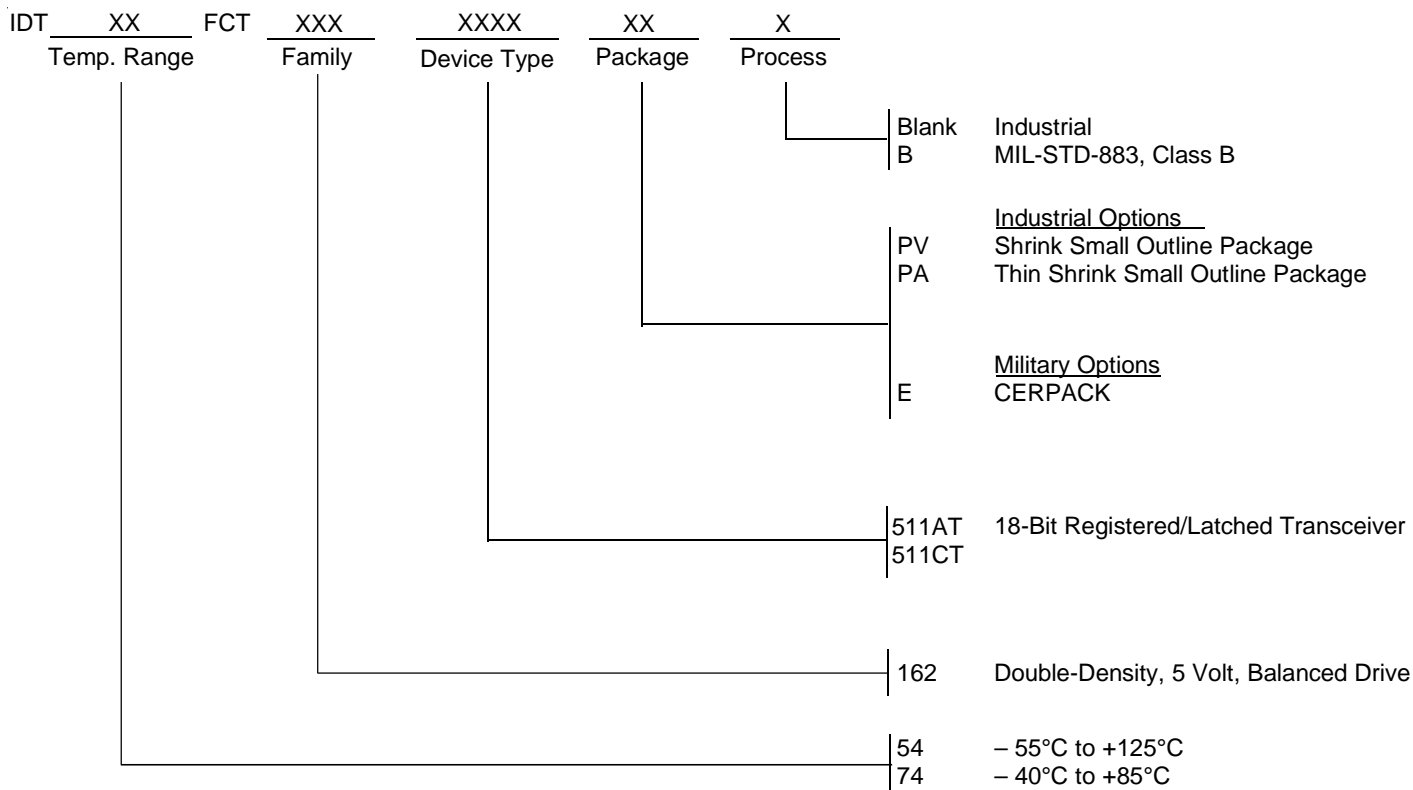 IDT XX FCT XXX XXXX XX X
Temp. Range Family Device Type Package Process
Blank Industrial
B MIL-STD-883, Class B
Industrial Options
PV Shrink Small Outline Package
PA Thin Shrink Small Outline Package
Military Options
E CERPACK
511AT 18-Bit Registered/Latched Transceiver
511CT
162 Double-Density, 5 Volt, Balanced Drive
54 – 55°C to +125°C
74 – 40°C to +85°C